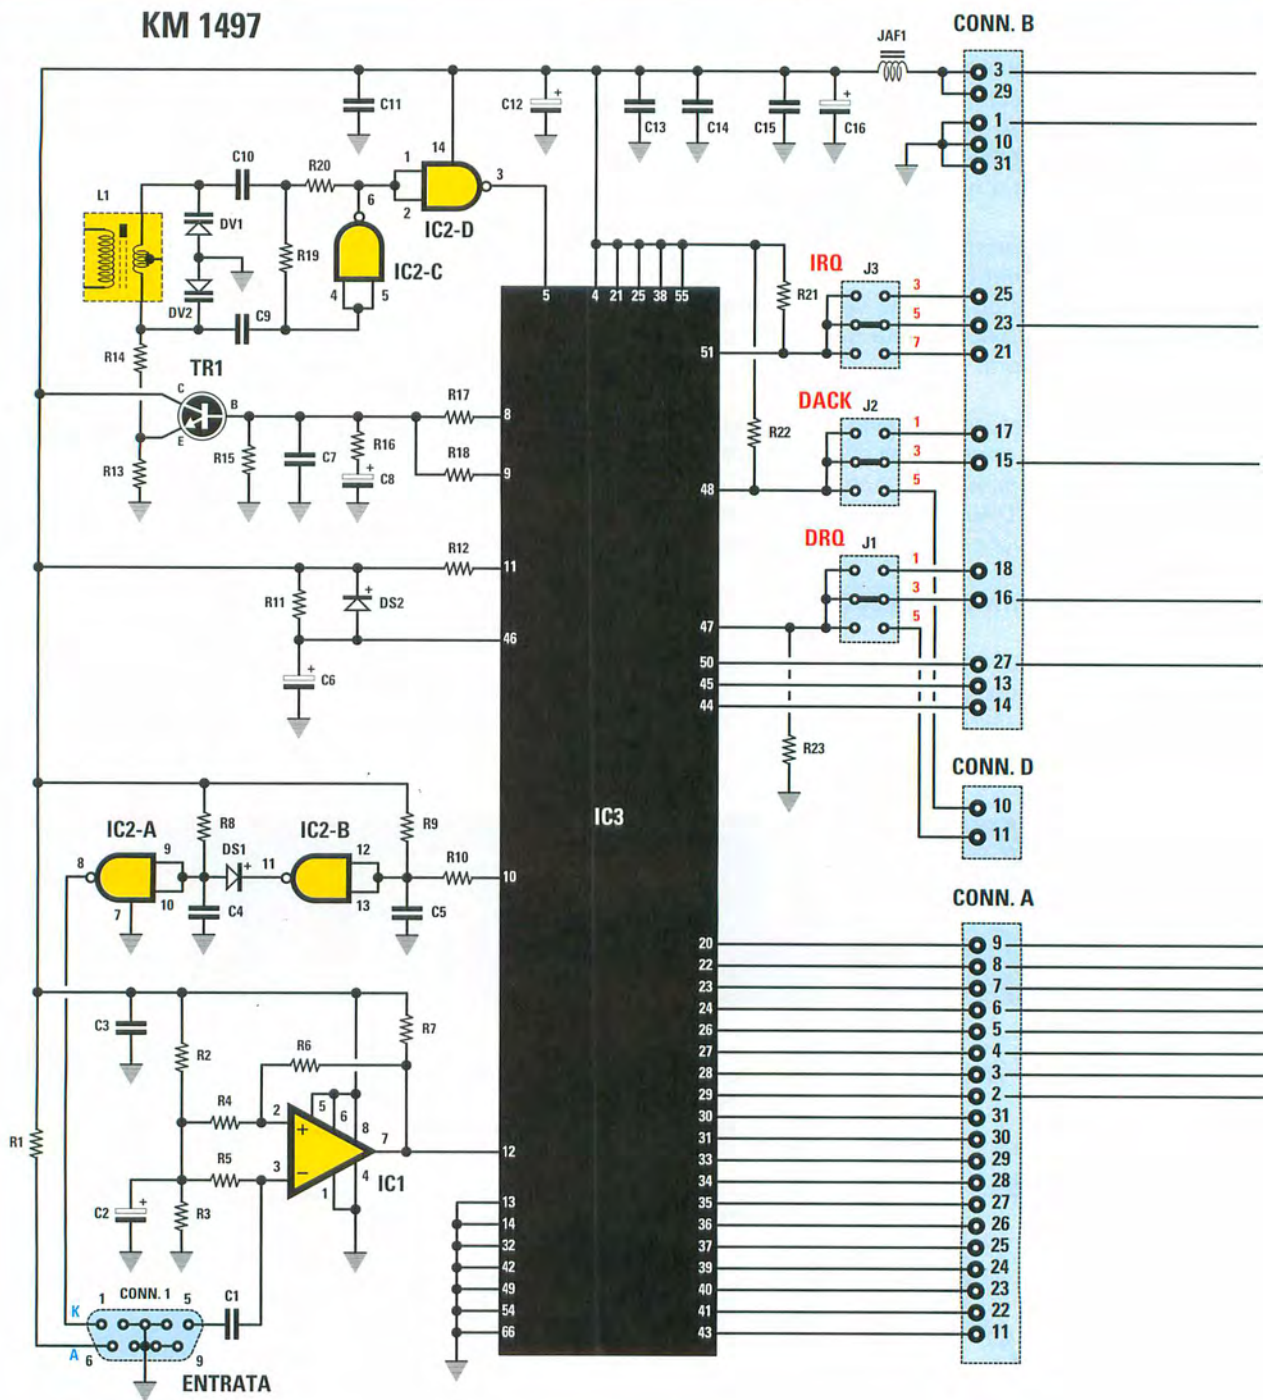 KM 1497
CONN. B
JAF1
3
29
C11
C12
+
C13
C14
C15
+
C16
1
10
31
14
C10
R20
1
3
L1
6
2
IC2-D
DV1
R19
IC2-C
4
5
DV2
C9
5
4
21
25
38
55
R21
IRQ
J3
3
25
5
23
7
21
R14
51
TR1
C
B
E
R17
8
R13
R15
C7
R16
+
C8
R18
9
R22
DACK
J2
1
17
3
15
5
48
DRQ
J1
1
18
3
16
5
R12
11
R11
+
DS2
47
46
+
C6
50
27
45
13
44
14
R23
CONN. D
10
11
IC3
IC2-A
R8
IC2-B
R9
DS1
8
9
+
11
12
R10
10
10
13
7
C4
C5
CONN. A
20
9
22
8
23
7
24
6
26
5
27
4
28
3
29
2
30
31
31
30
33
29
34
28
35
27
36
26
37
25
39
24
40
23
41
22
43
11
C3
R2
R7
R6
R4
2
+
5
6
8
7
12
R1
R5
3
−
4
IC1
1
C2
+
R3
13
14
32
42
49
54
66
K
1
CONN. 1
5
C1
A
6
9
ENTRATA